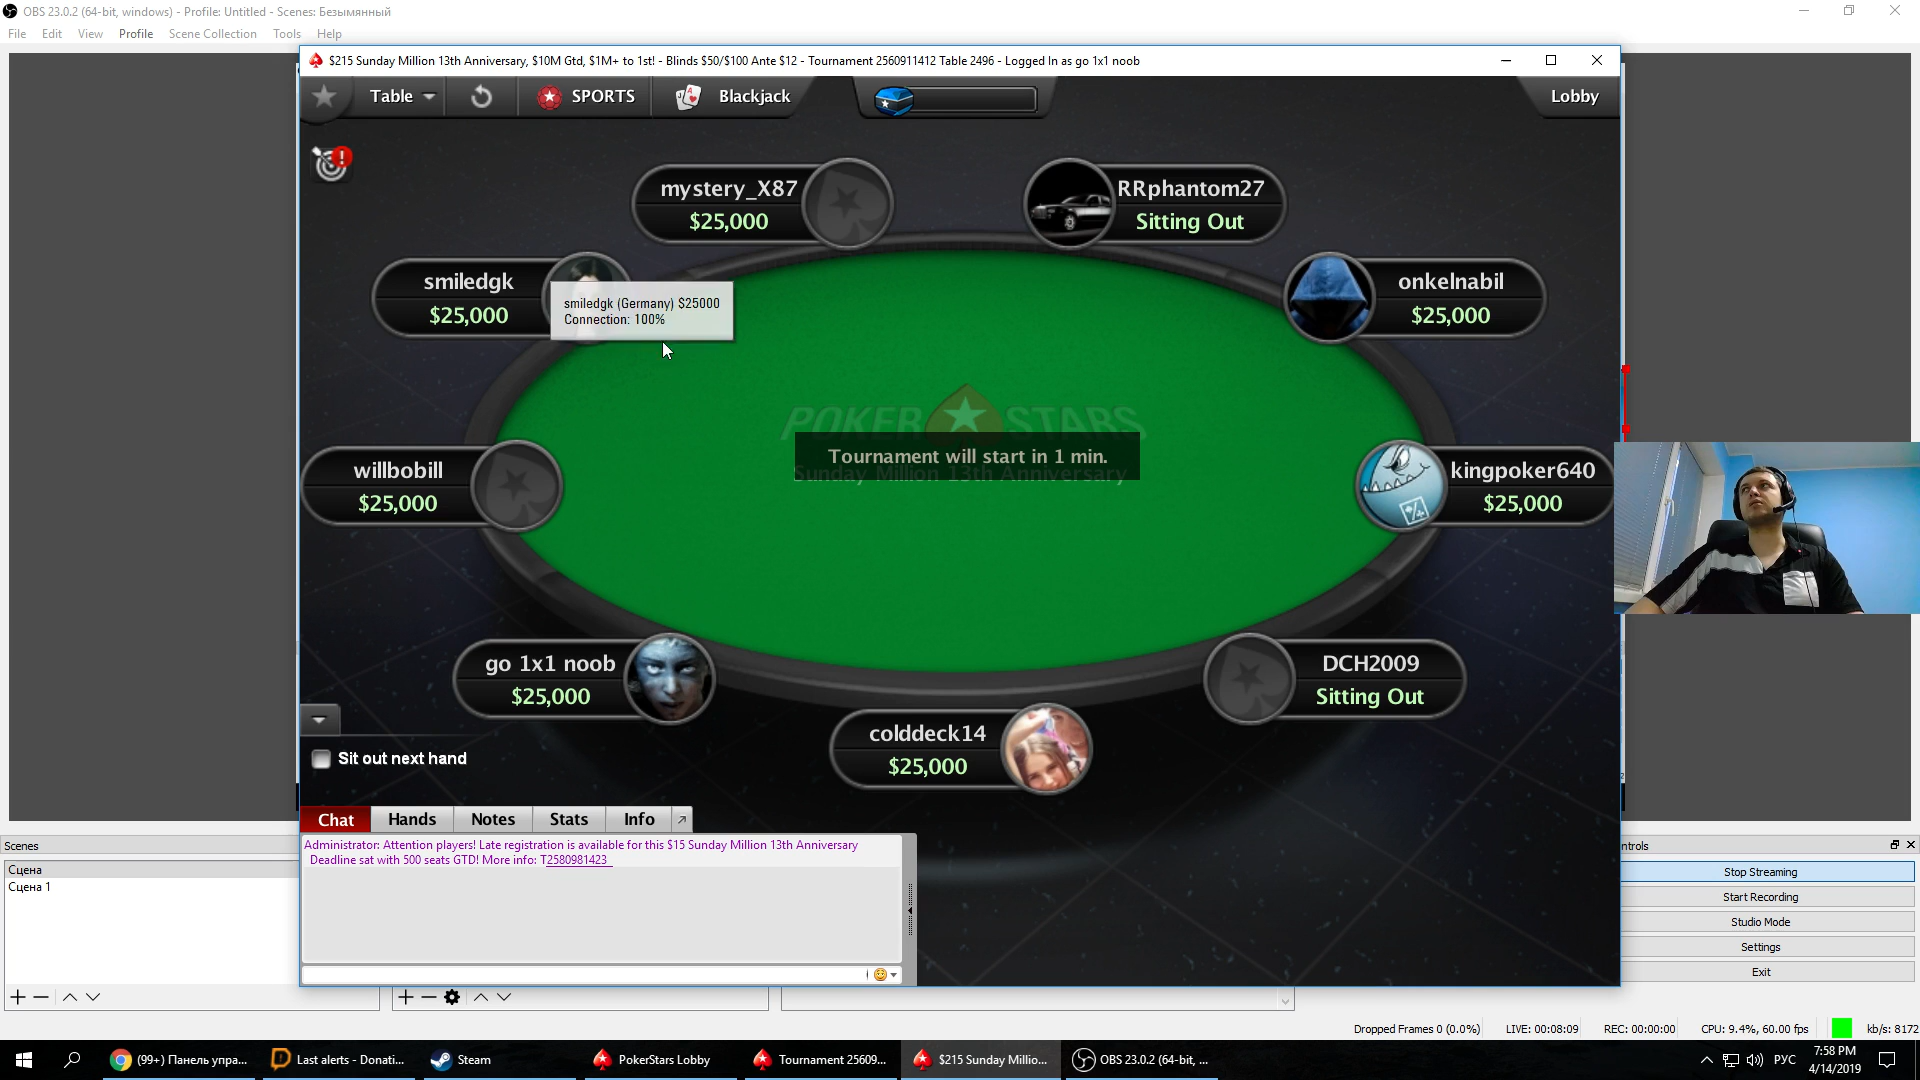 OBS 23.0.2 (64-bit, windows) - Profile: Untitled - Scenes: Безымянный
File Edit View Profile Scene Collection Tools Help
$215 Sunday Million 13th Anniversary, $10M Gtd, $1M+ to 1st! - Blinds $50/$100 Ante $12 - Tournament 2560911412 Table 2496 - Logged In as go 1x1 noob
Table SPORTS Blackjack Lobby
mystery_X87
$25,000
RRphantom27
Sitting Out
smiledgk
$25,000
smiledgk (Germany) $25000
Connection: 100%
onkelnabil
$25,000
POKER STARS
Tournament will start in 1 min.
Sunday Million 13th Anniversary
willbobill
$25,000
kingpoker640
$25,000
go 1x1 noob
$25,000
DCH2009
Sitting Out
colddeck14
$25,000
Sit out next hand
Chat Hands Notes Stats Info
Administrator: Attention players! Late registration is available for this $15 Sunday Million 13th Anniversary
Deadline sat with 500 seats GTD! More info: T2580981423
Scenes
Сцена
Сцена 1
ntrols
Stop Streaming
Start Recording
Studio Mode
Settings
Exit
Dropped Frames 0 (0.0%) LIVE: 00:08:09 REC: 00:00:00 CPU: 9.4%, 60.00 fps kb/s: 8172
(99+) Панель упра... Last alerts - Donati... Steam PokerStars Lobby Tournament 25609... $215 Sunday Millio... OBS 23.0.2 (64-bit, ... РУС
7:58 PM
4/14/2019